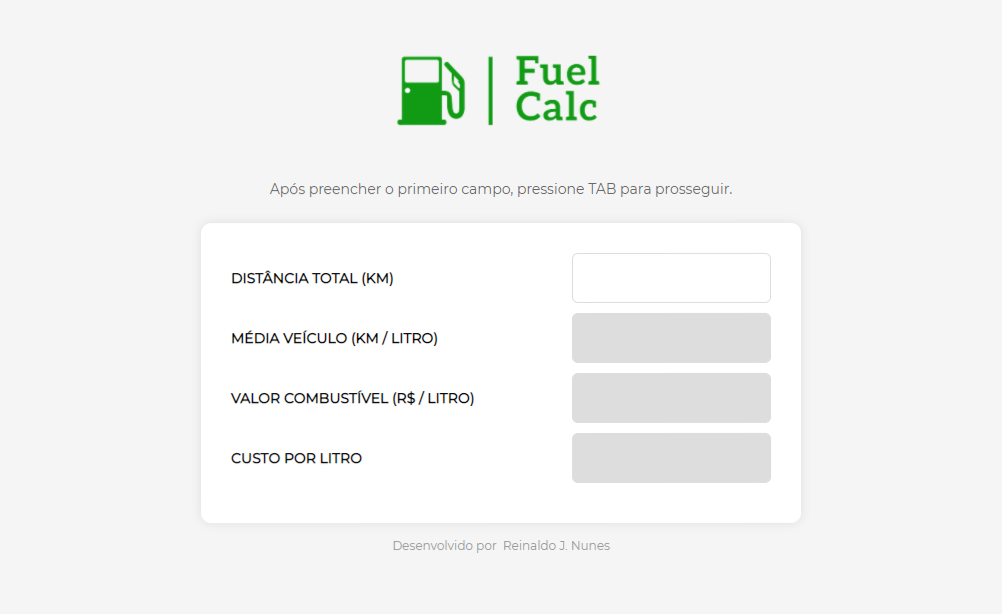 Fuel
Calc
Após preencher o primeiro campo, pressione TAB para prosseguir.
DISTÂNCIA TOTAL (KM)
MÉDIA VEÍCULO (KM / LITRO)
VALOR COMBUSTÍVEL (R$ / LITRO)
CUSTO POR LITRO
Desenvolvido por Reinaldo J. Nunes